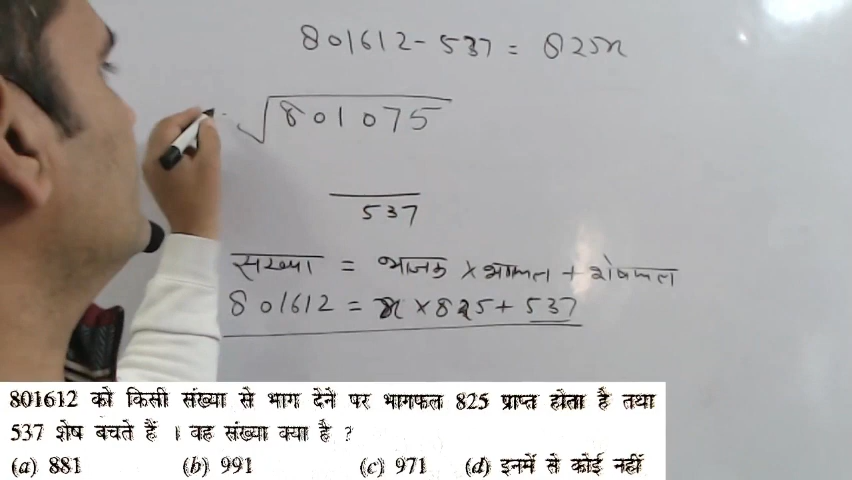 801612 - 537 = 825x
801075
537
संख्या = भाजक × भागफल + शेषफल
801612 = x × 825 + 537
801612 को किसी संख्या से भाग देने पर भागफल 825 प्राप्त होता है तथा
537 शेष बचते हैं । वह संख्या क्या है ?
(a) 881 (b) 991 (c) 971 (d) इनमें से कोई नहीं